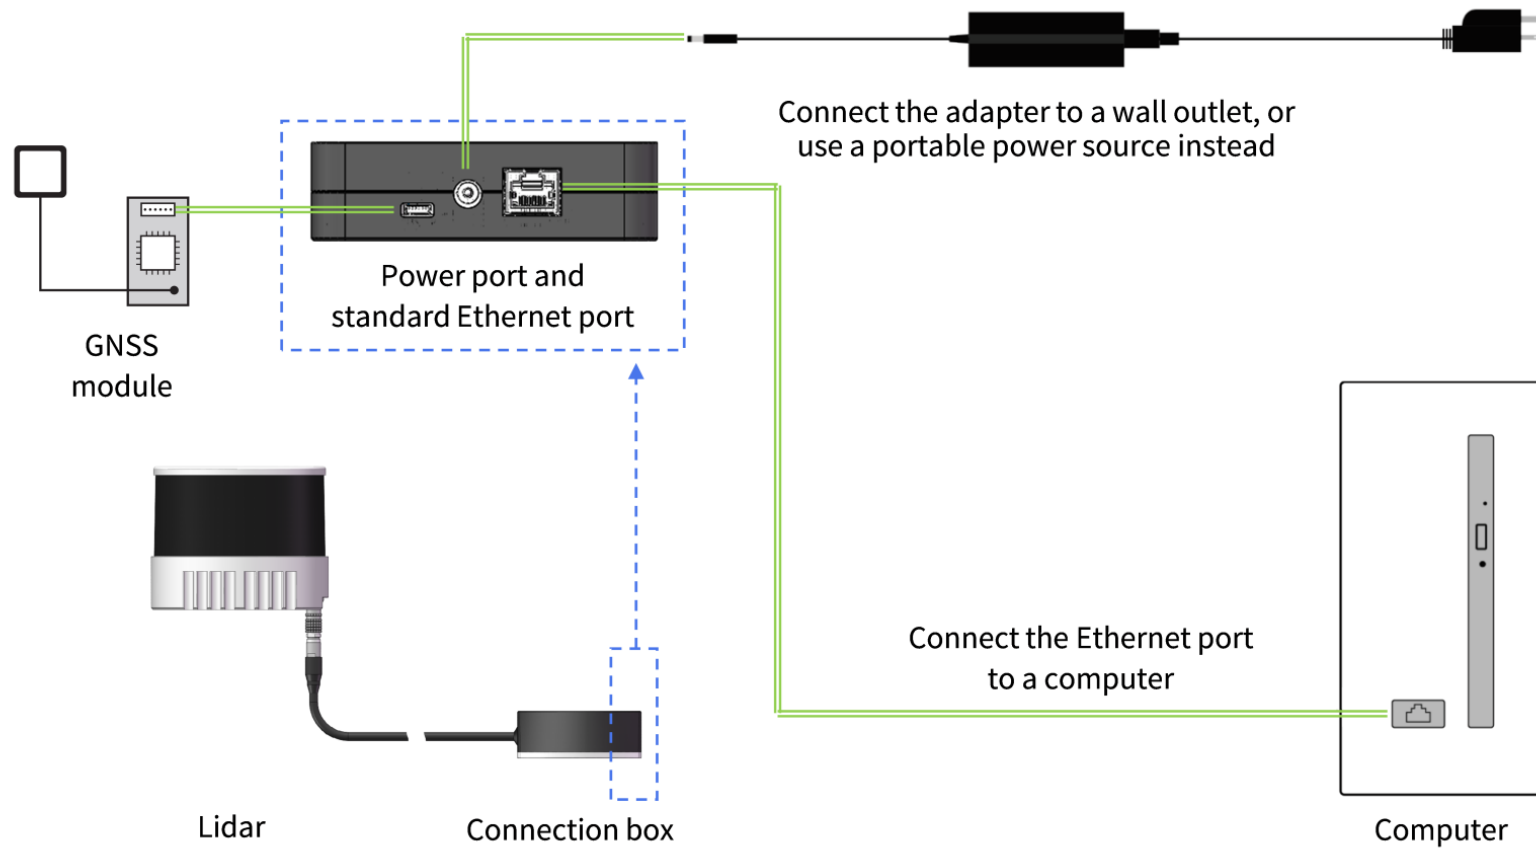 Connect the adapter to a wall outlet, or
use a portable power source instead
Power port and
standard Ethernet port
GNSS
module
Connect the Ethernet port
to a computer
Lidar
Connection box
Computer